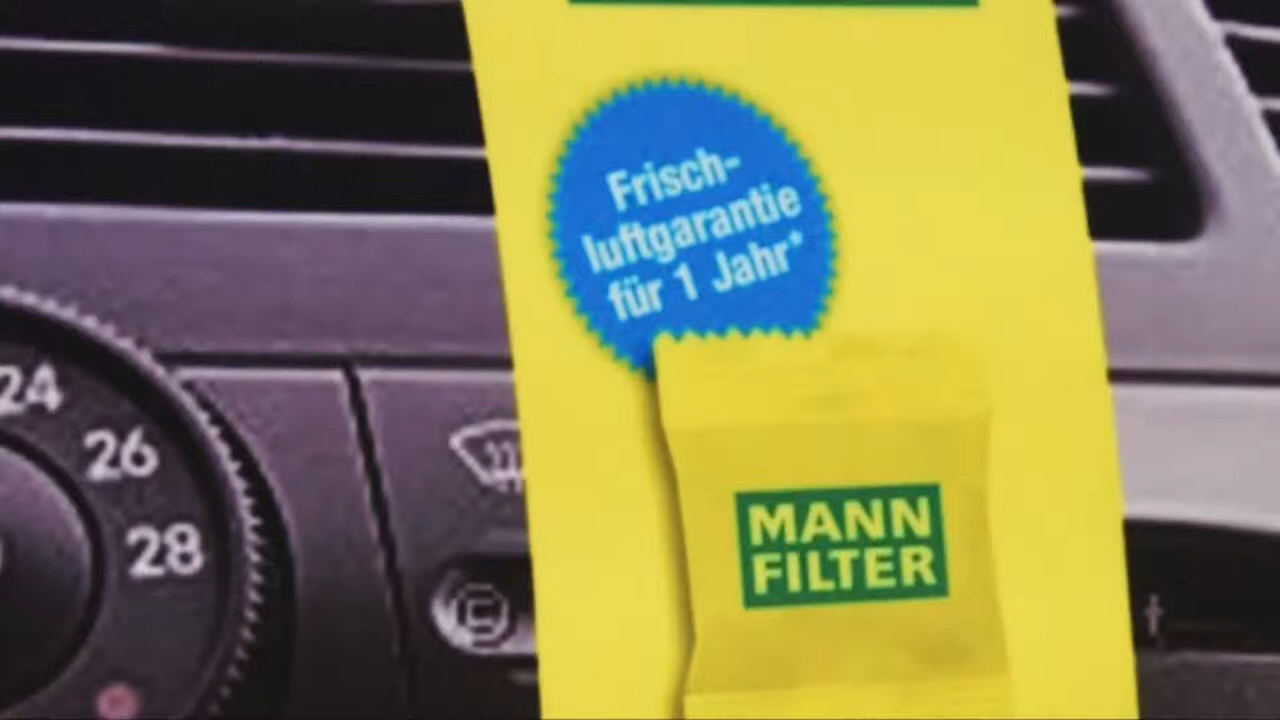 Frisch-
luftgarantie
für 1 Jahr*
24
26
28
MANN
FILTER